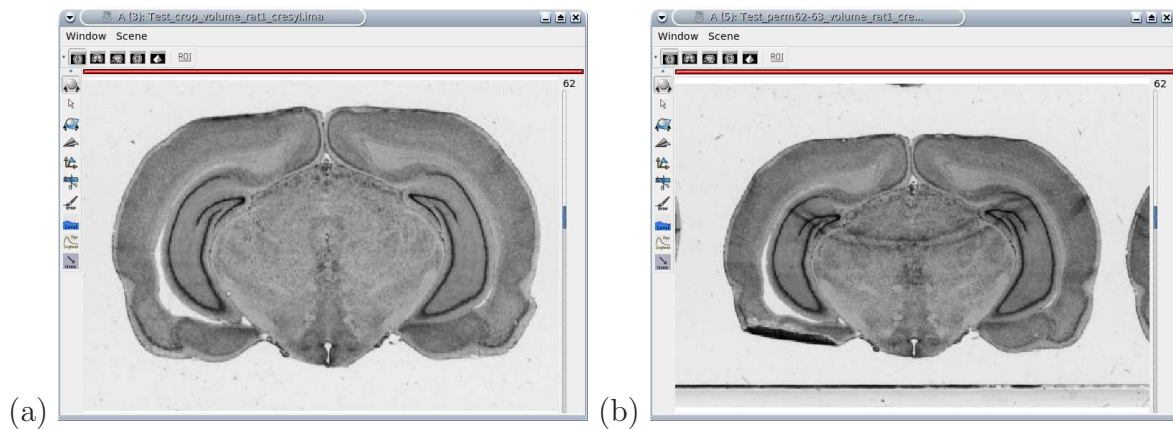 A (3): Test_crop_volume_rat1_cresyl.ima
Window Scene
ROI
62
(a)
A (5): Test_perm62-63_volume_rat1_cre...
Window Scene
ROI
62
(b)